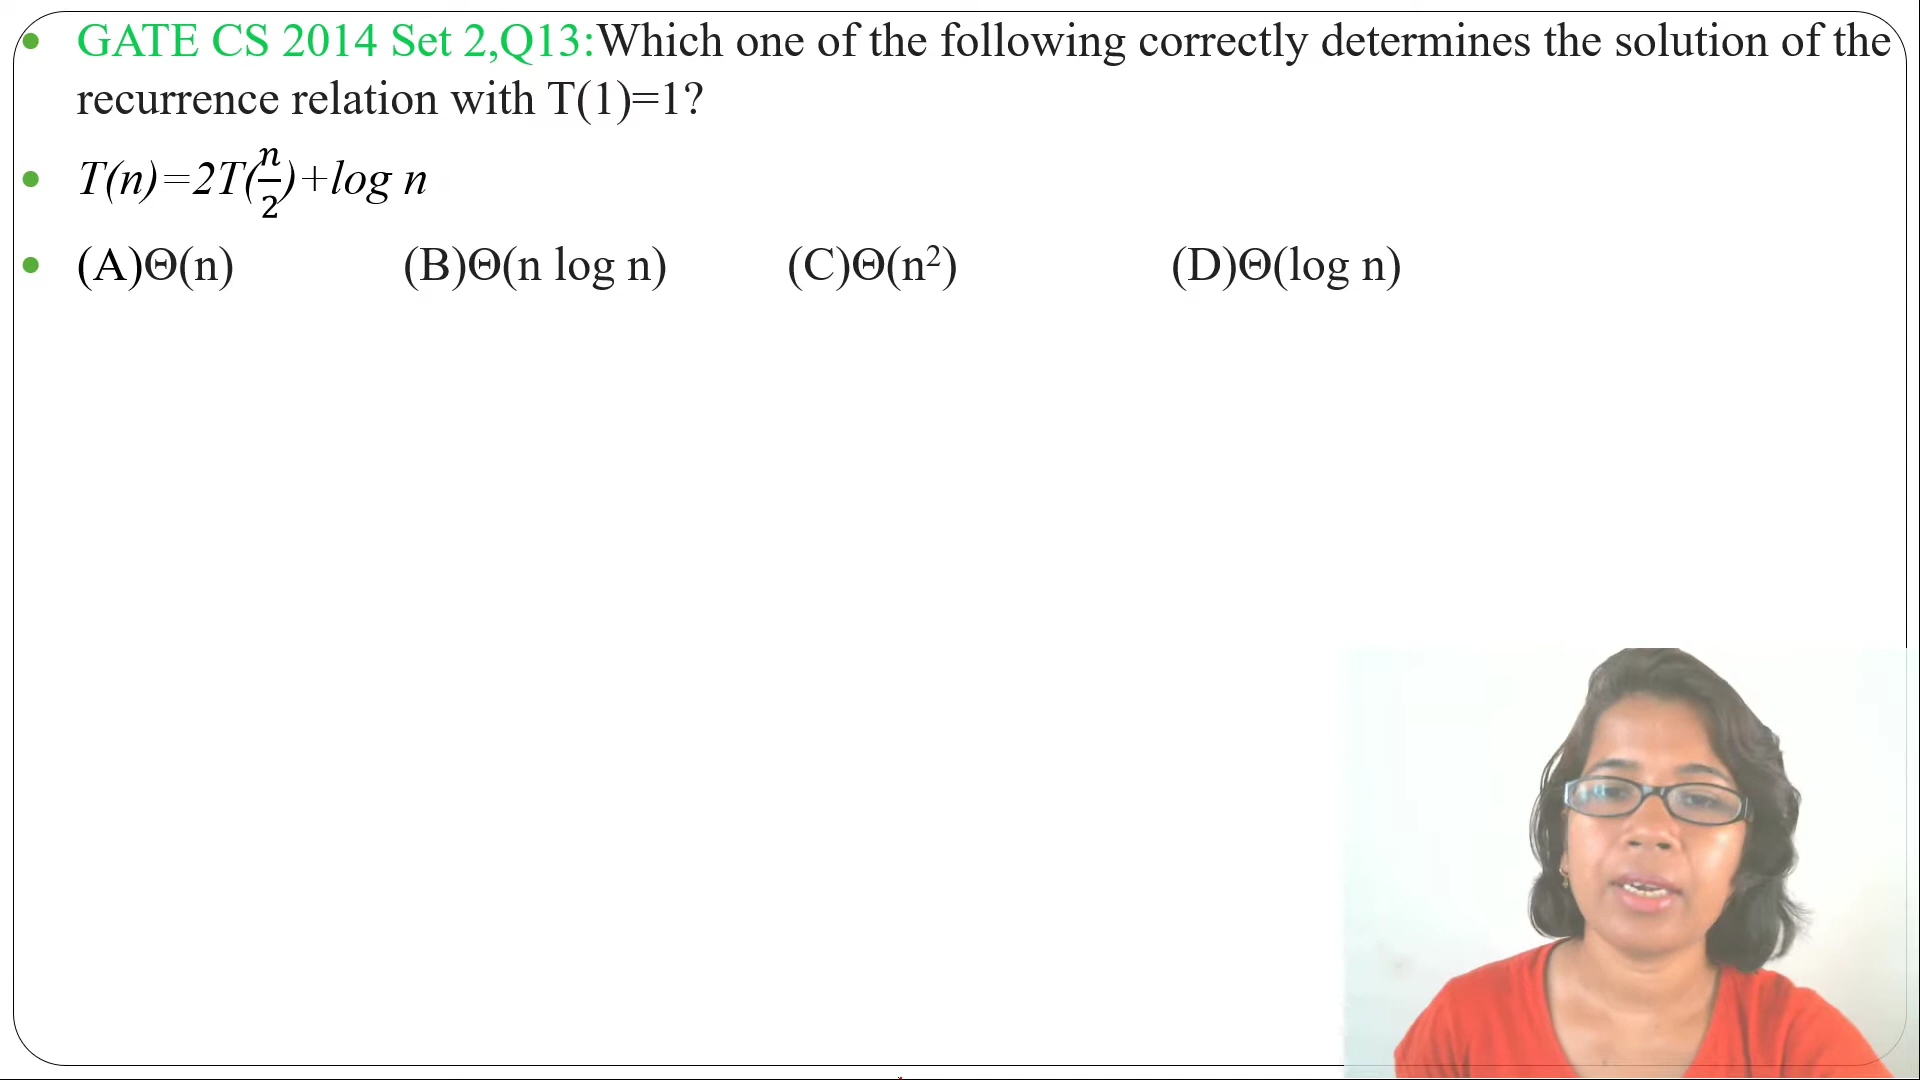 GATE CS 2014 Set 2,Q13:Which one of the following correctly determines the solution of the
recurrence relation with T(1)=1?
T(n)=2T(n/2)+log n
(A)Θ(n) (B)Θ(n log n) (C)Θ(n²) (D)Θ(log n)